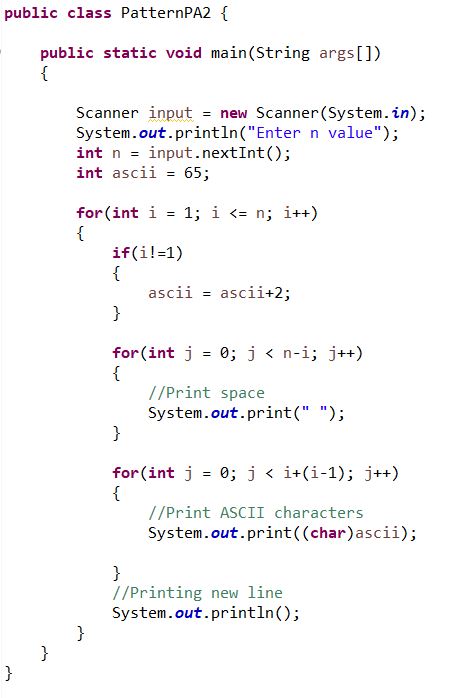 public class PatternPA2 {
public static void main(String args[])
{
Scanner input = new Scanner(System.in);
System.out.println("Enter n value");
int n = input.nextInt();
int ascii = 65;
for(int i = 1; i <= n; i++)
{
if(i!=1)
{
ascii = ascii+2;
}
for(int j = 0; j < n-i; j++)
{
//Print space
System.out.print(" ");
}
for(int j = 0; j < i+(i-1); j++)
{
//Print ASCII characters
System.out.print((char)ascii);
}
//Printing new line
System.out.println();
}
}
}